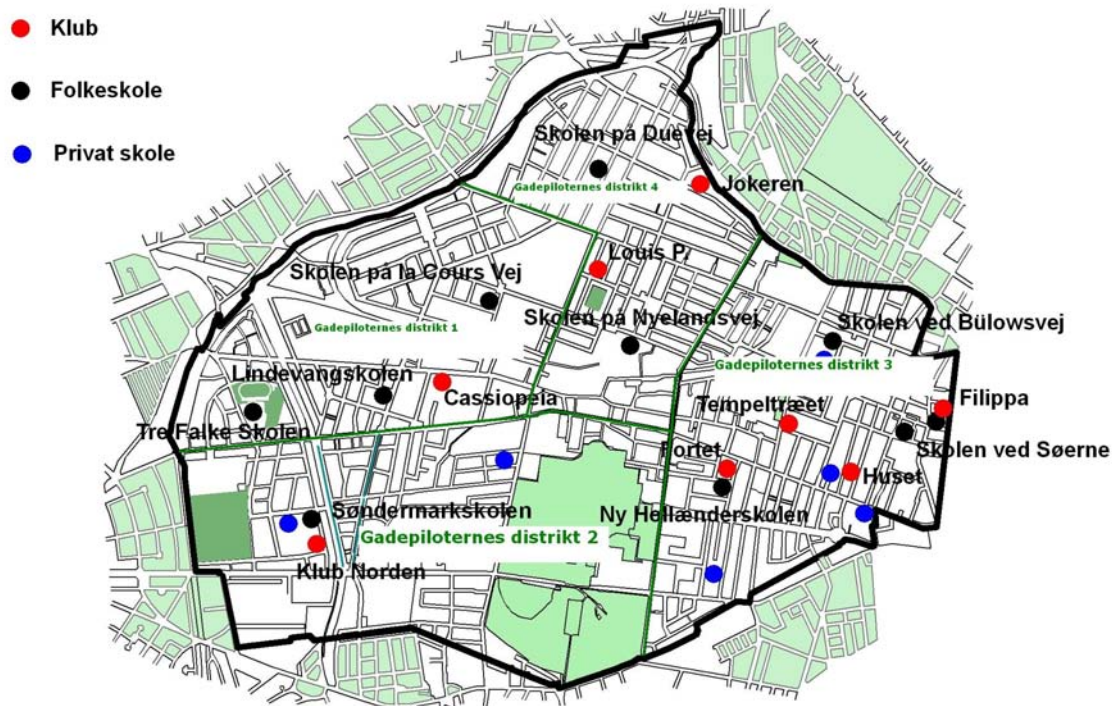 Klub
Folkeskole
Privat skole
Skolen på Duevej
Gadepiloternes distrikt 4
Jokeren
Louis P.
Skolen på la Cours Vej
Skolen på Nyelandsvej
Skolen ved Bülowsvej
Gadepiloternes distrikt 1
Gadepiloternes distrikt 3
Lindevangskolen
Cassiopeia
Filippa
Tempeltræet
Tre Falke Skolen
Skolen ved Søerne
Fortet
Huset
Søndermarkskolen
Ny Hellænderskolen
Gadepiloternes distrikt 2
Klub Norden